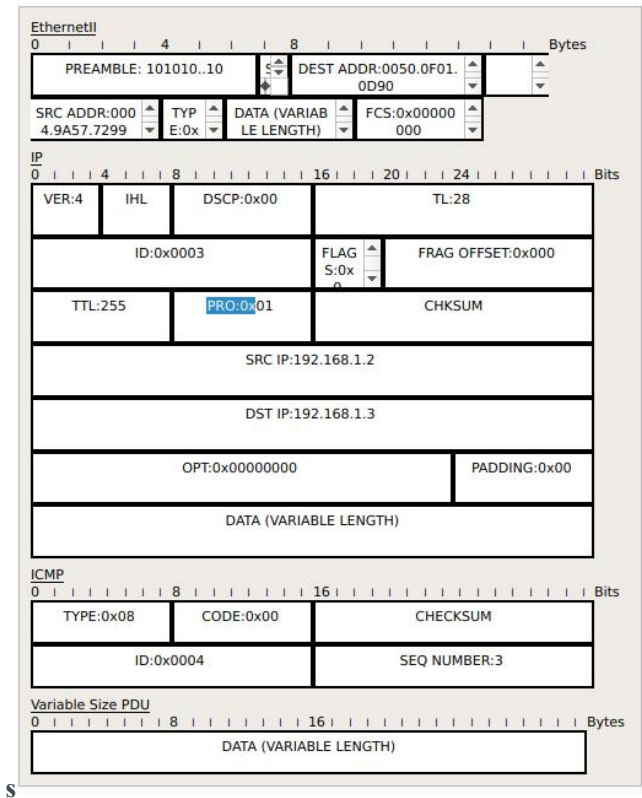 EthernetII
0 4 8 Bytes
PREAMBLE: 101010..10 DEST ADDR:0050.0F01.
0D90
SRC ADDR:000 TYP DATA (VARIAB FCS:0x00000
4.9A57.7299 E:0x LE LENGTH) 000
IP
0 4 8 16 20 24 Bits
VER:4 IHL DSCP:0x00 TL:28
ID:0x0003 FLAG FRAG OFFSET:0x000
S:0x
0
TTL:255 PRO:0x01 CHKSUM
SRC IP:192.168.1.2
DST IP:192.168.1.3
OPT:0x00000000 PADDING:0x00
DATA (VARIABLE LENGTH)
ICMP
0 8 16 Bits
TYPE:0x08 CODE:0x00 CHECKSUM
ID:0x0004 SEQ NUMBER:3
Variable Size PDU
0 8 16 Bytes
DATA (VARIABLE LENGTH)
s